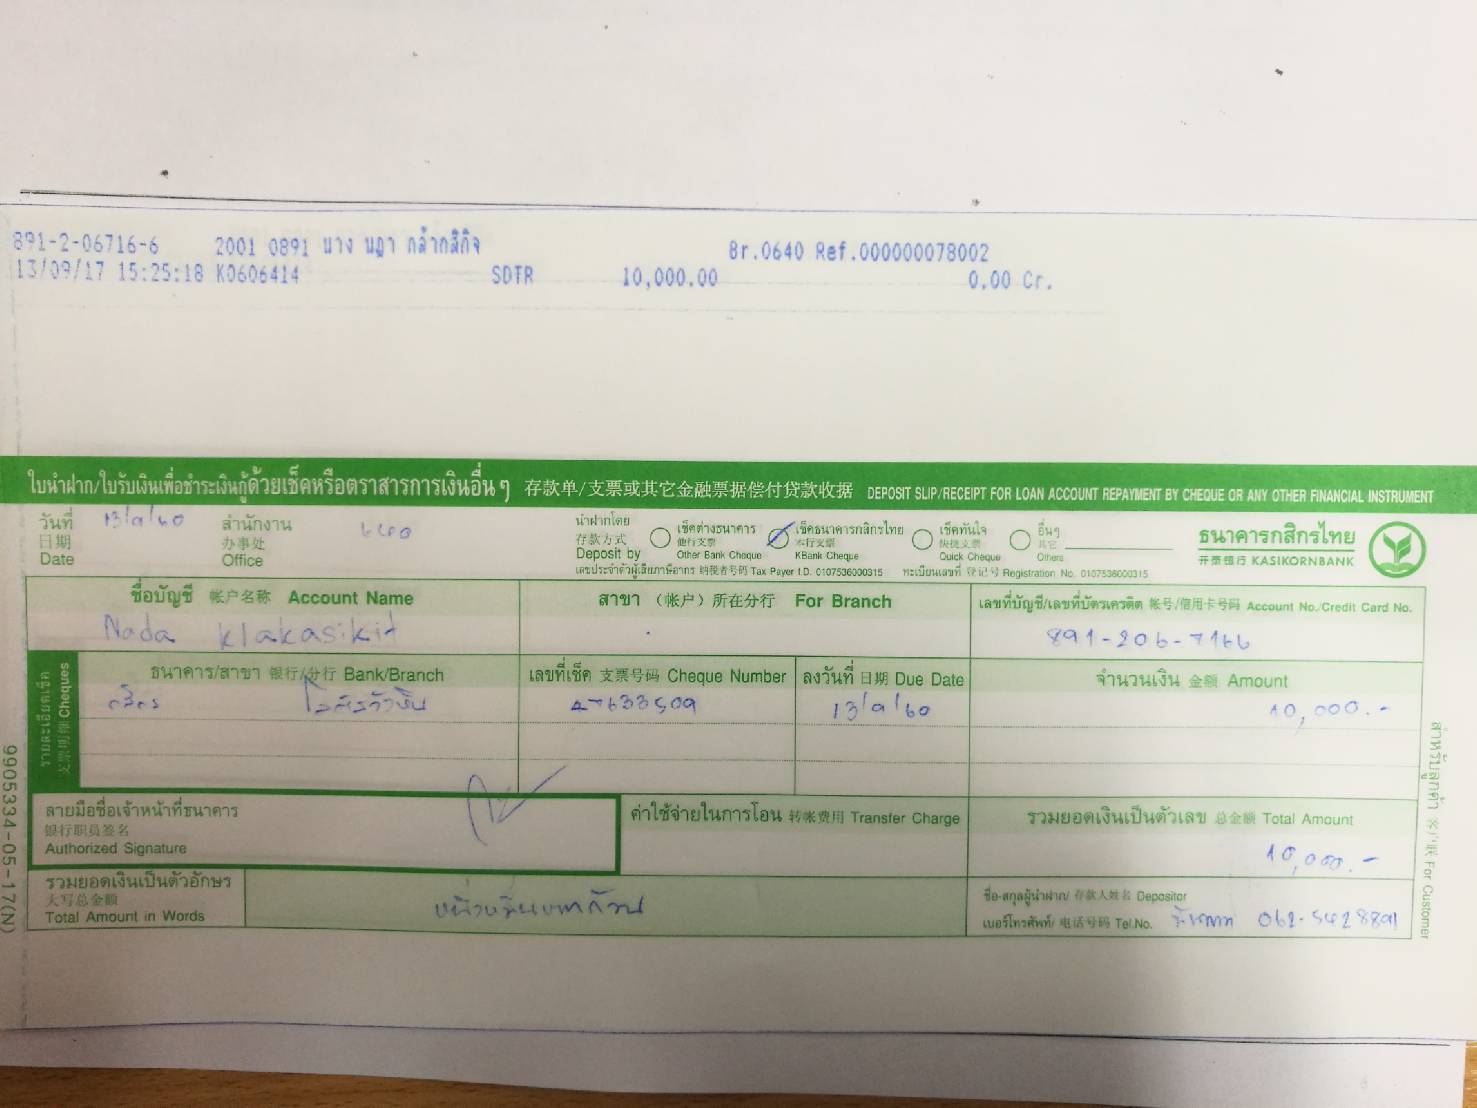 891-2-06716-6 2001 0891 นาง นฎา กล้ากสิกิจ Br.0640 Ref.000000078002
13/09/17 15:25:18 K0606414 SDTR 10,000.00 0.00 Cr.
ใบนำฝาก/ใบรับเงินเพื่อชำระเงินกู้ด้วยเช็คหรือตราสารการเงินอื่น ๆ 存款单/支票或其它金融票据偿付贷款收据 DEPOSIT SLIP/RECEIPT FOR LOAN ACCOUNT REPAYMENT BY CHEQUE OR ANY OTHER FINANCIAL INSTRUMENT
วันที่ 13/9/60 สำนักงาน
日期 办事处
Date Office
นำฝากโดย เช็คต่างธนาคาร เช็คธนาคารกสิกรไทย เช็คทันใจ อื่นๆ
存款方式 他行支票 本行支票 快捷支票 其它
Deposit by Other Bank Cheque KBank Cheque Quick Cheque Others
เลขประจำตัวผู้เสียภาษีอากร 纳税者号码 Tax Payer I.D. 0107536000315 ทะเบียนเลขที่ 登记号 Registration No. 0107536000315
ธนาคารกสิกรไทย
开泰银行 KASIKORNBANK
ชื่อบัญชี 帐户名称 Account Name สาขา (帐户) 所在分行 For Branch เลขที่บัญชี/เลขที่บัตรเครดิต 帐号/信用卡号码 Account No./Credit Card No.
Nada klakasikit 891-206-7166
รายละเอียดเช็ค
支票明细 Cheques
ธนาคาร/สาขา 银行/分行 Bank/Branch เลขที่เช็ค 支票号码 Cheque Number ลงวันที่ 日期 Due Date จำนวนเงิน 金额 Amount
กสิกร 47633509 13/9/60 10,000.-
ลายมือชื่อเจ้าหน้าที่ธนาคาร
银行职员签名
Authorized Signature
ค่าใช้จ่ายในการโอน 转帐费用 Transfer Charge รวมยอดเงินเป็นตัวเลข 总金额 Total Amount
10,000.-
รวมยอดเงินเป็นตัวอักษร
大写总金额
Total Amount in Words
หนึ่งหมื่นบาทถ้วน
ชื่อ-สกุลผู้นำฝาก/ 存款人姓名 Depositor
เบอร์โทรศัพท์/ 电话号码 Tel.No. 062-5428891
สำหรับลูกค้า 客户联 For Customer
9905334-05-17(N)